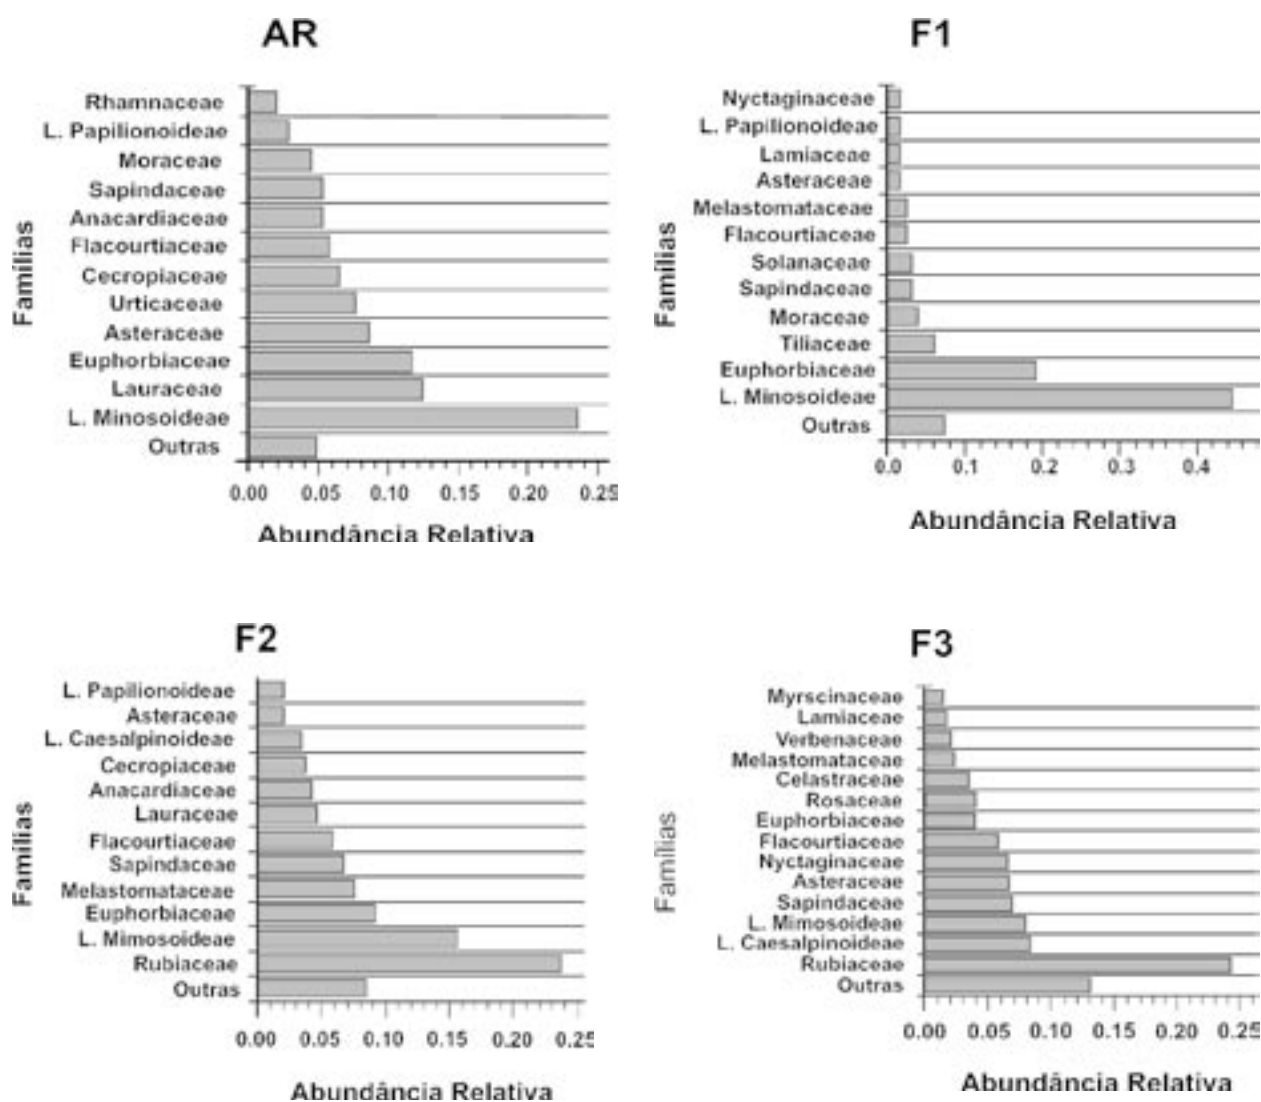 AR
Famílias
Rhamnaceae
L. Papilionoideae
Moraceae
Sapindaceae
Anacardiaceae
Flacourtiaceae
Cecropiaceae
Urticaceae
Asteraceae
Euphorbiaceae
Lauraceae
L. Minosoideae
Outras
0.00 0.05 0.10 0.15 0.20 0.25
Abundância Relativa
F1
Famílias
Nyctaginaceae
L. Papilionoideae
Lamiaceae
Asteraceae
Melastomataceae
Flacourtiaceae
Solanaceae
Sapindaceae
Moraceae
Tiliaceae
Euphorbiaceae
L. Minosoideae
Outras
0.0 0.1 0.2 0.3 0.4
Abundância Relativa
F2
Famílias
L. Papilionoideae
Asteraceae
L. Caesalpinoideae
Cecropiaceae
Anacardiaceae
Lauraceae
Flacourtiaceae
Sapindaceae
Melastomataceae
Euphorbiaceae
L. Mimosoideae
Rubiaceae
Outras
0.00 0.05 0.10 0.15 0.20 0.25
Abundância Relativa
F3
Famílias
Myrscinaceae
Lamiaceae
Verbenaceae
Melastomataceae
Celastraceae
Rosaceae
Euphorbiaceae
Flacourtiaceae
Nyctaginaceae
Asteraceae
Sapindaceae
L. Mimosoideae
L. Caesalpinoideae
Rubiaceae
Outras
0.00 0.05 0.10 0.15 0.20 0.25
Abundância Relativa